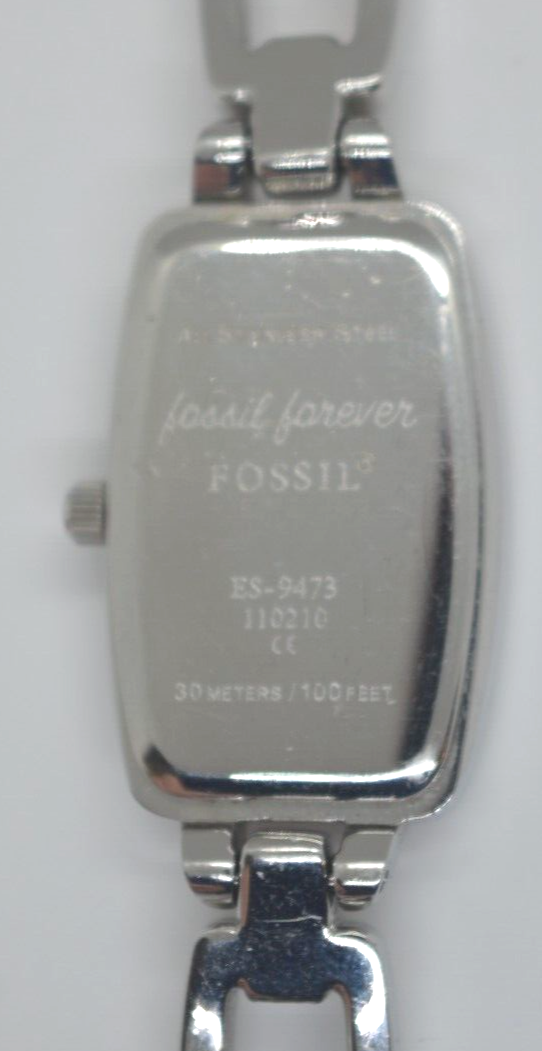 fossil forever
FOSSIL
ES-9473
110210
CE
30 METERS / 100 FEET